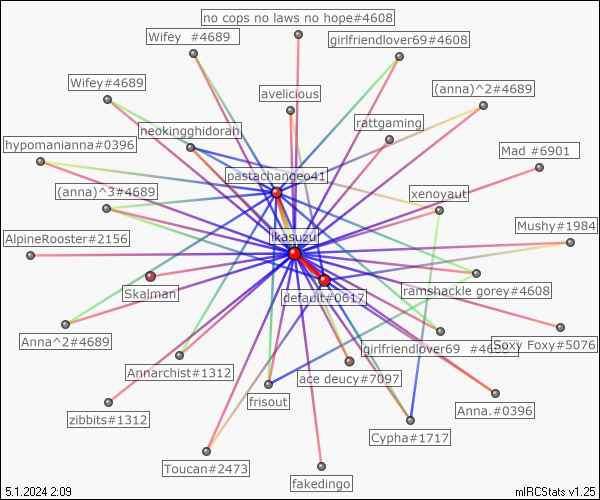 no cops no laws no hope#4608
Wifey  #4689
girlfriendlover69#4608
Wifey#4689
(anna)^2#4689
avelicious
rattgaming
neokingghidorah
hypomanianna#0396
Mad #6901
pastachangeo41
(anna)^3#4689
xenoyaut
Mushy#1984
AlpineRooster#2156
ikasuzu
Skalman
default#0617
ramshackle gorey#4608
Anna^2#4689
girlfriendlover69  #4608
Soxy Foxy#5076
Annarchist#1312
ace deucy#7097
frisout
Anna.#0396
zibbits#1312
Cypha#1717
Toucan#2473
fakedingo
5.1.2024 2:09
mIRCStats v1.25